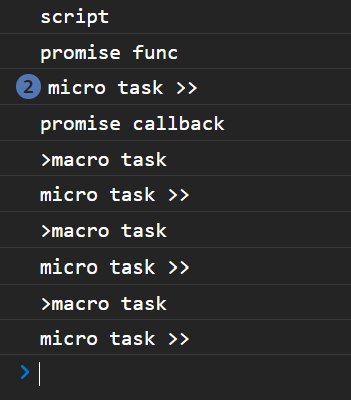 script
promise func
2 micro task >>
promise callback
>macro task
micro task >>
>macro task
micro task >>
>macro task
micro task >>
>